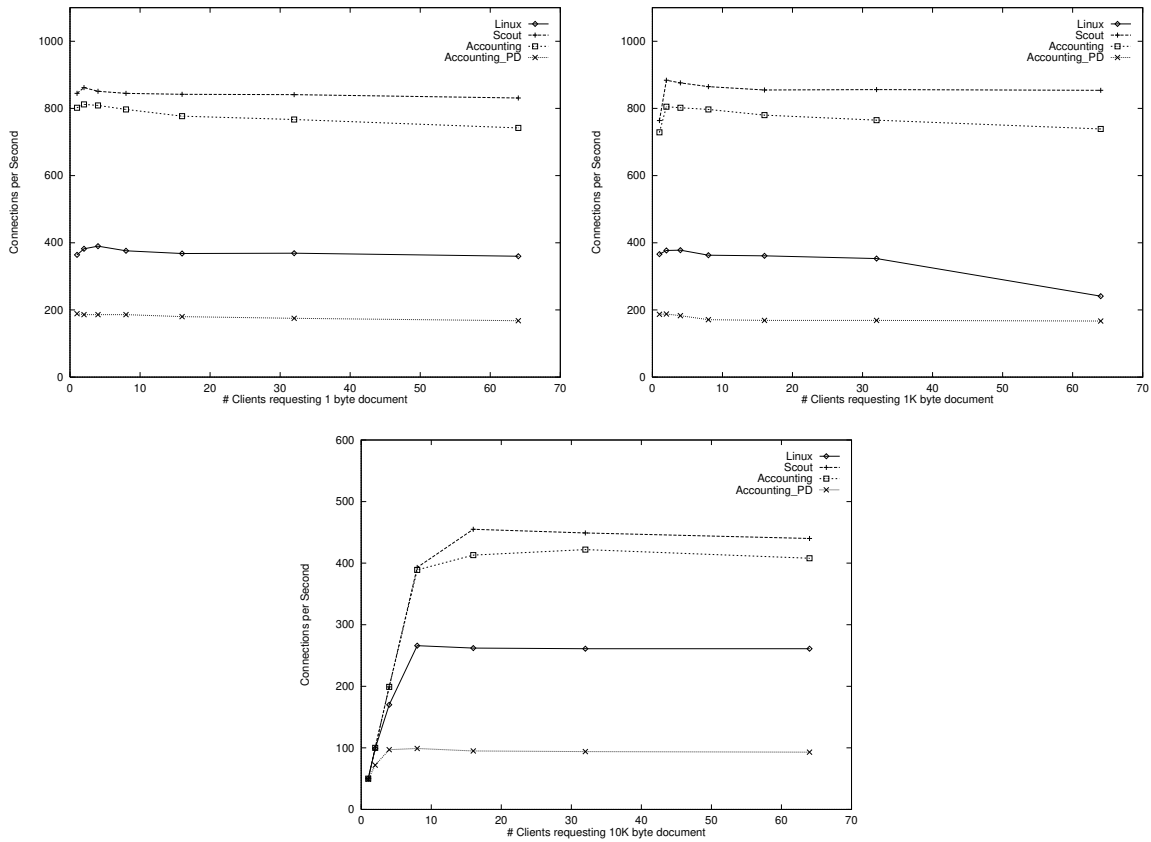 1100
1000
800
600
400
200
0
Connections per Second
Linux
Scout
Accounting
Accounting_PD
0 10 20 30 40 50 60 70
# Clients requesting 1 byte document
1000
800
600
400
200
0
Connections per Second
Linux
Scout
Accounting
Accounting_PD
0 10 20 30 40 50 60 70
# Clients requesting 1K byte document
600
500
400
300
200
100
0
Connections per Second
Linux
Scout
Accounting
Accounting_PD
0 10 20 30 40 50 60 70
# Clients requesting 10K byte document